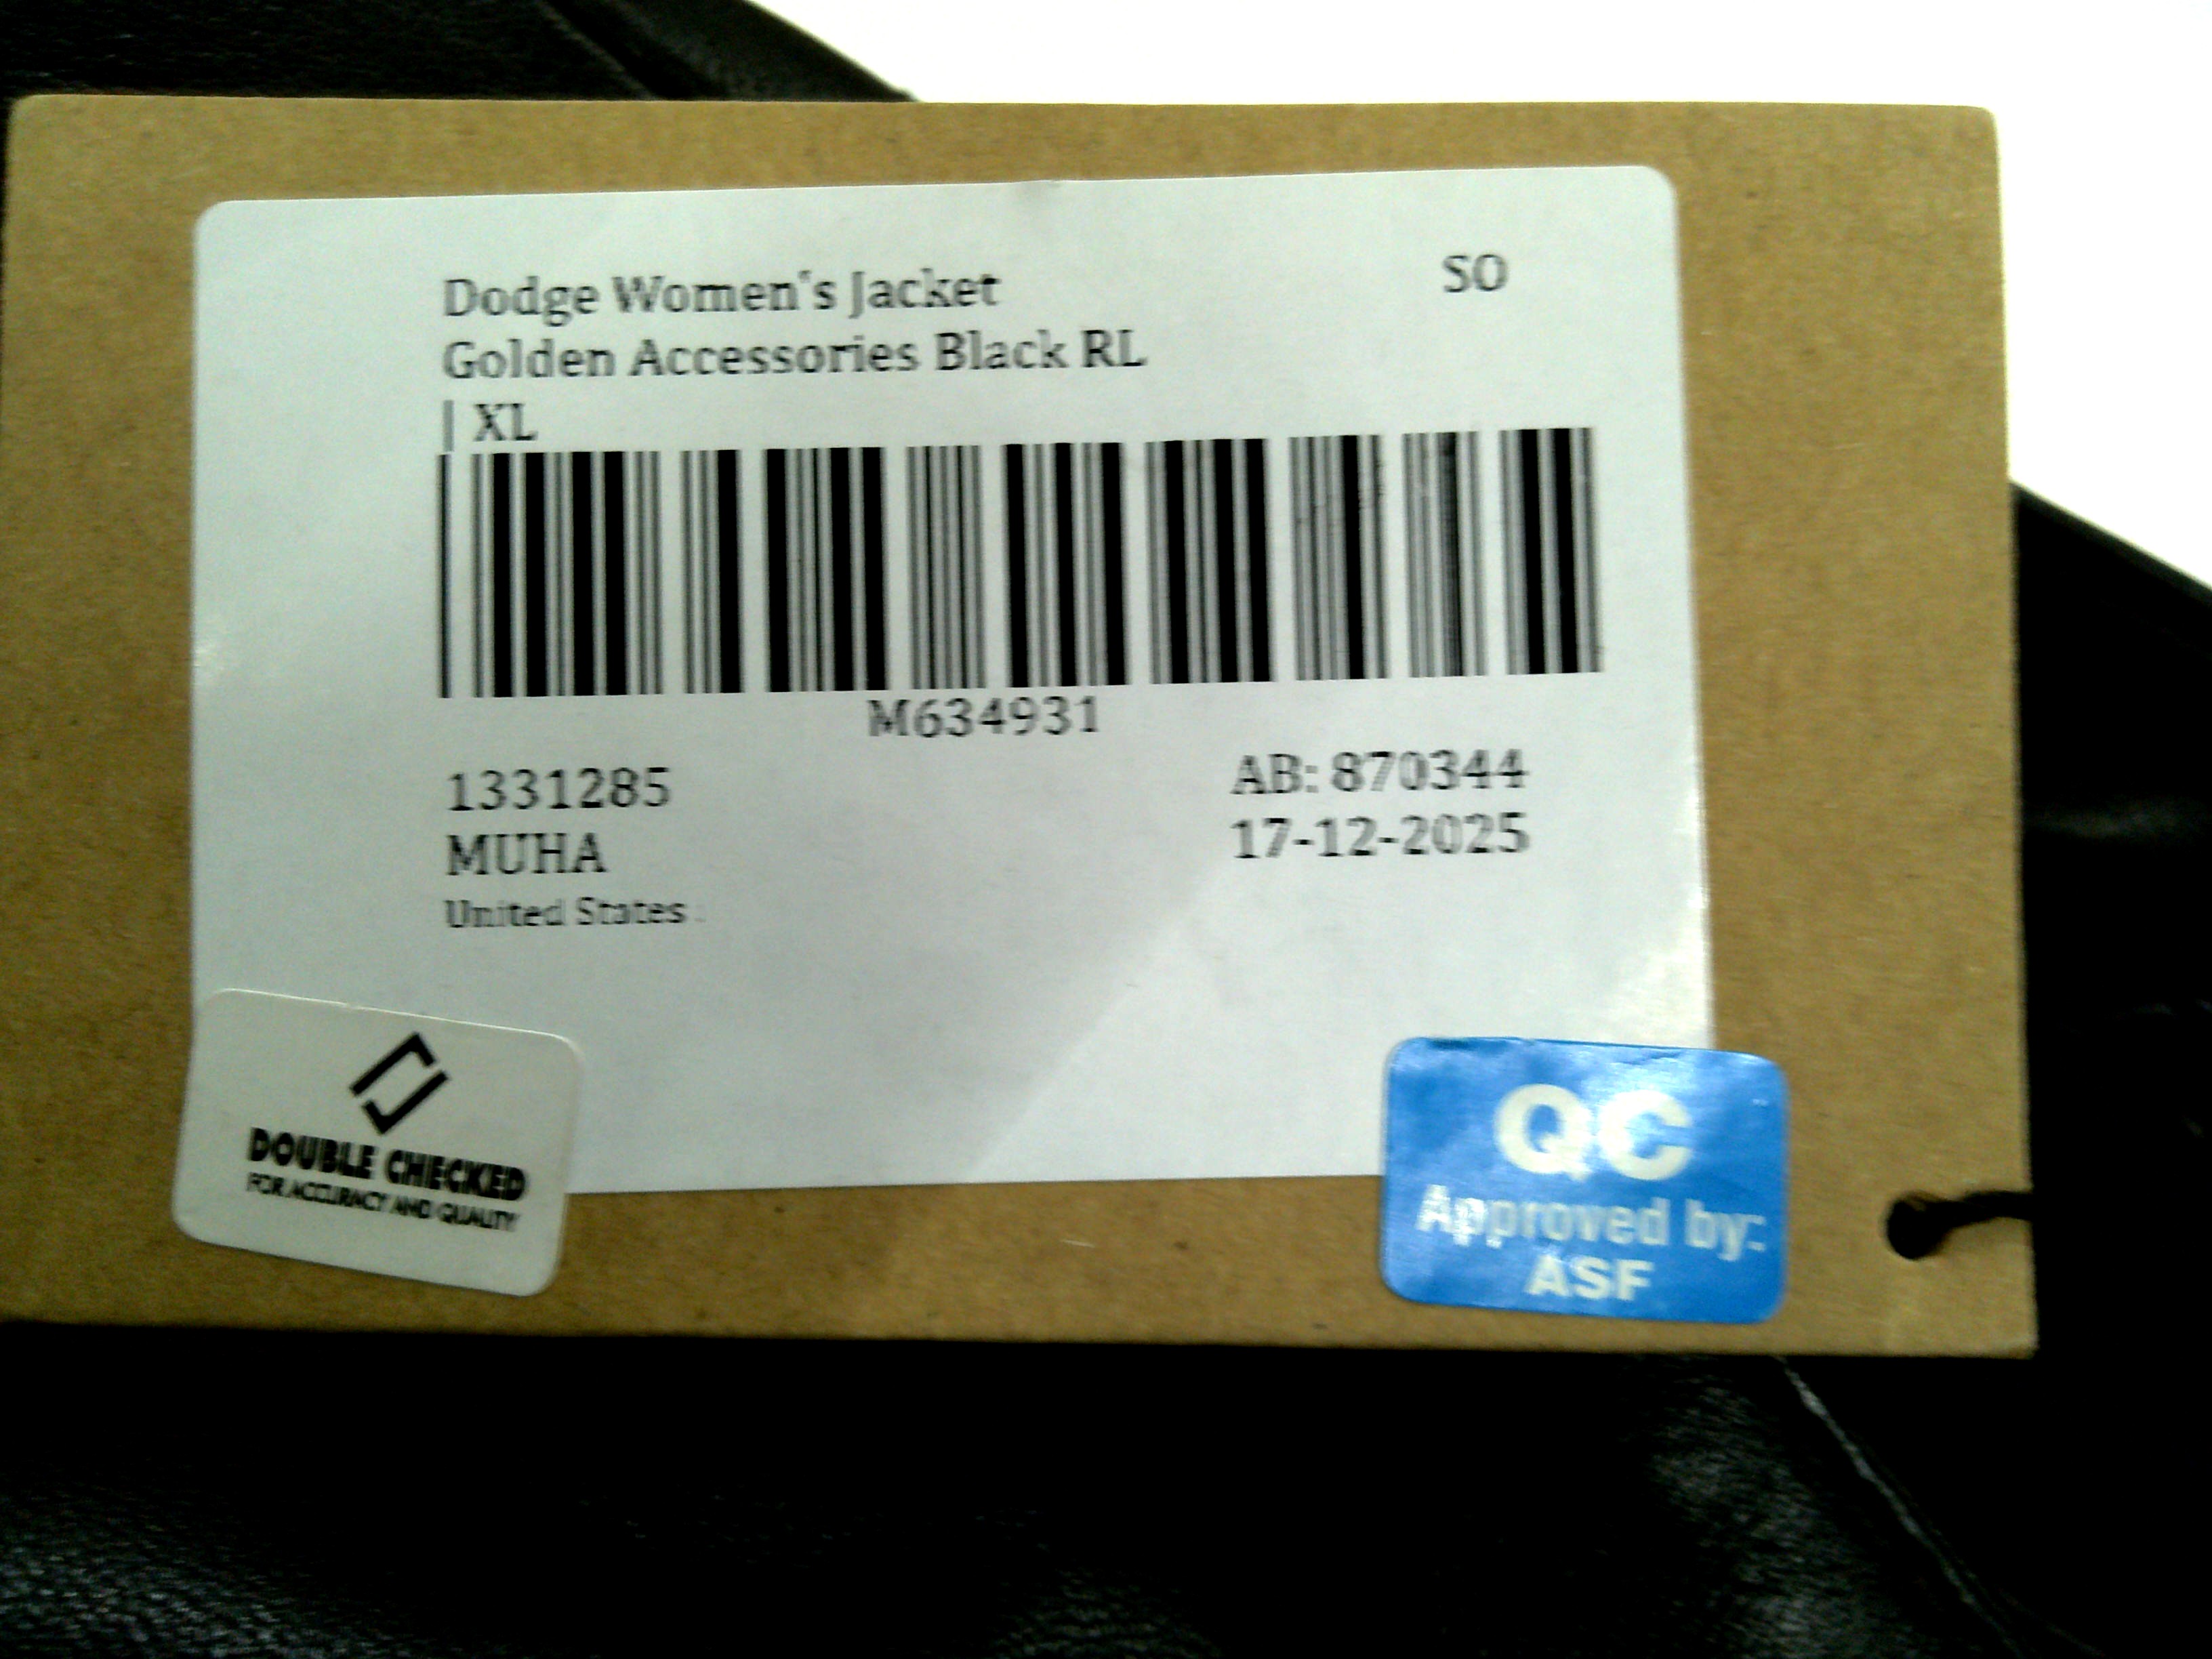 Dodge Women's Jacket
SO
Golden Accessories Black RL
| XL
M634931
1331285
AB: 870344
MUHA
17-12-2025
United States :
DOUBLE CHECKED
FOR ACCURACY AND QUALITY
QC
Approved by:
ASF